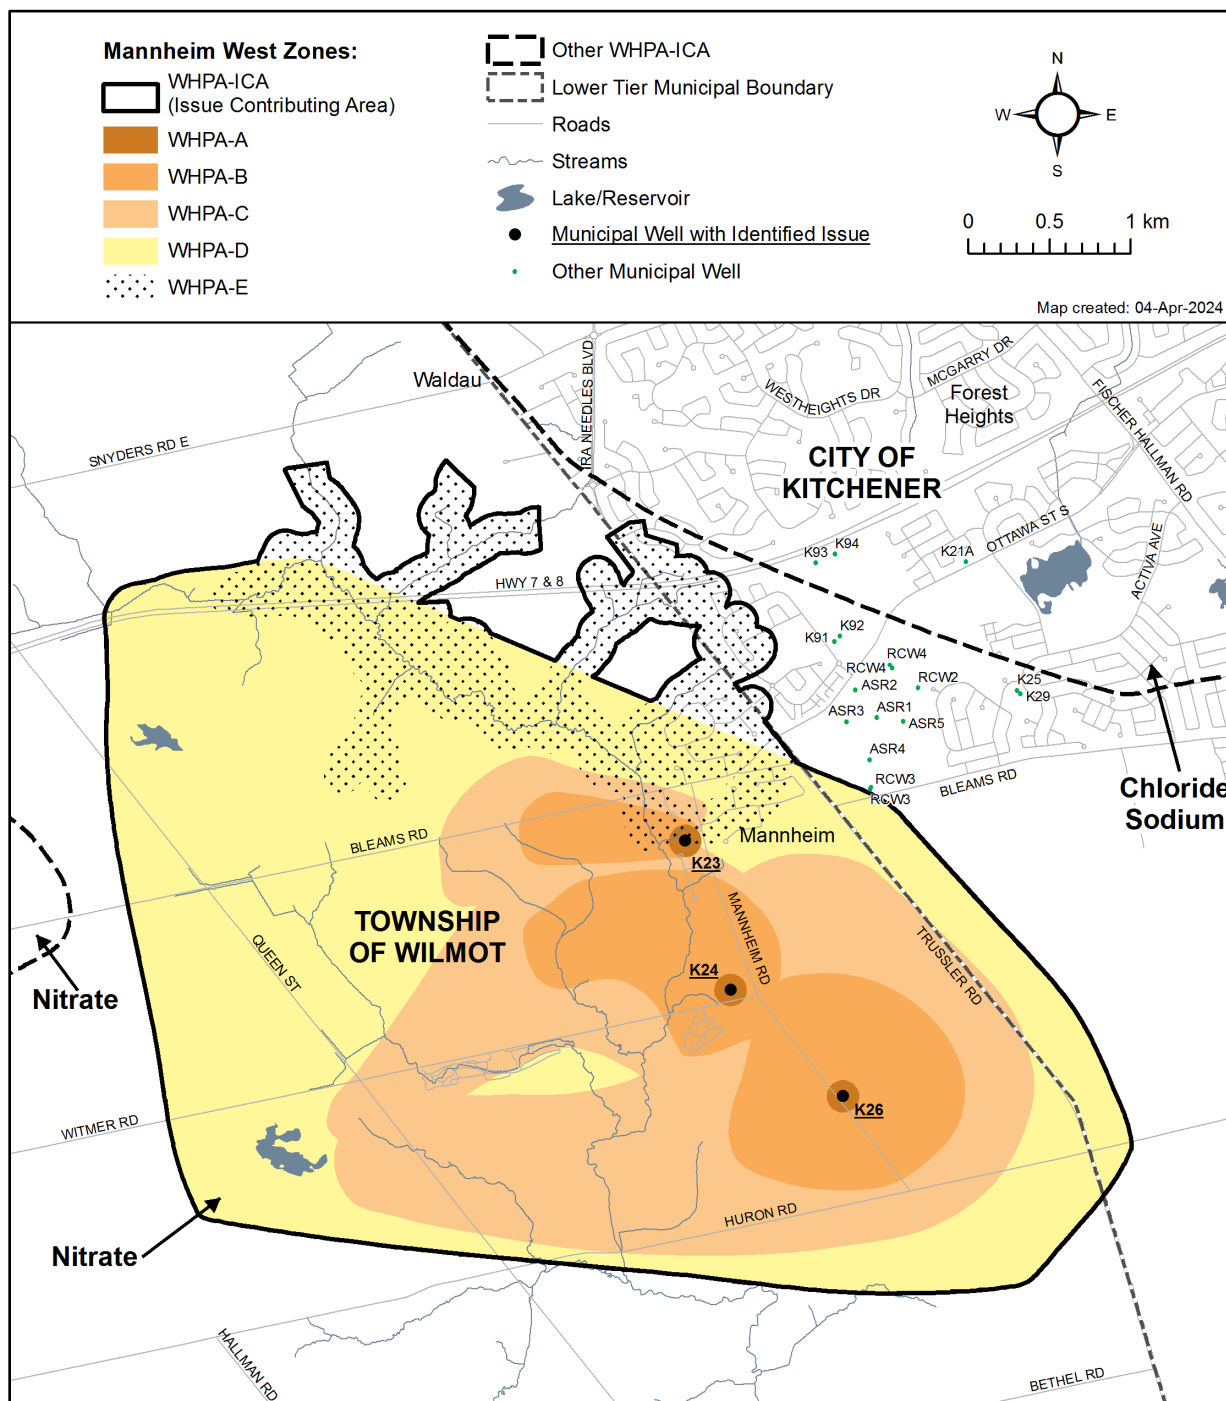 Mannheim West Zones:
WHPA-ICA
(Issue Contributing Area)
WHPA-A
WHPA-B
WHPA-C
WHPA-D
WHPA-E
Other WHPA-ICA
Lower Tier Municipal Boundary
Roads
Streams
Lake/Reservoir
Municipal Well with Identified Issue
Other Municipal Well
N
W
E
S
0
0.5
1 km
Map created: 04-Apr-2024
Waldau
SNYDERS RD E
IRA NEEDLES BLVD
WESTHEIGHTS DR
MCGARRY DR
Forest
Heights
FISCHER HALLMAN RD
CITY OF
KITCHENER
OTTAWA ST S
ACTIVA AVE
K93
K94
K21A
HWY 7 & 8
K92
K91
RCW4
RCW4
ASR2
RCW2
K25
K29
ASR3
ASR1
ASR5
ASR4
RCW3
RCW3
BLEAMS RD
Chloride
Sodium
BLEAMS RD
Mannheim
K23
TOWNSHIP
OF WILMOT
MANNHEIM RD
QUEEN ST
TRUSSLER RD
K24
Nitrate
K26
WITMER RD
HURON RD
Nitrate
HALLMAN RD
BETHEL RD